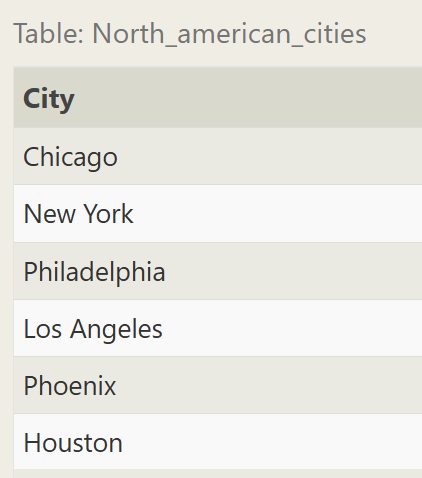 Table: North_american_cities
City
Chicago
New York
Philadelphia
Los Angeles
Phoenix
Houston